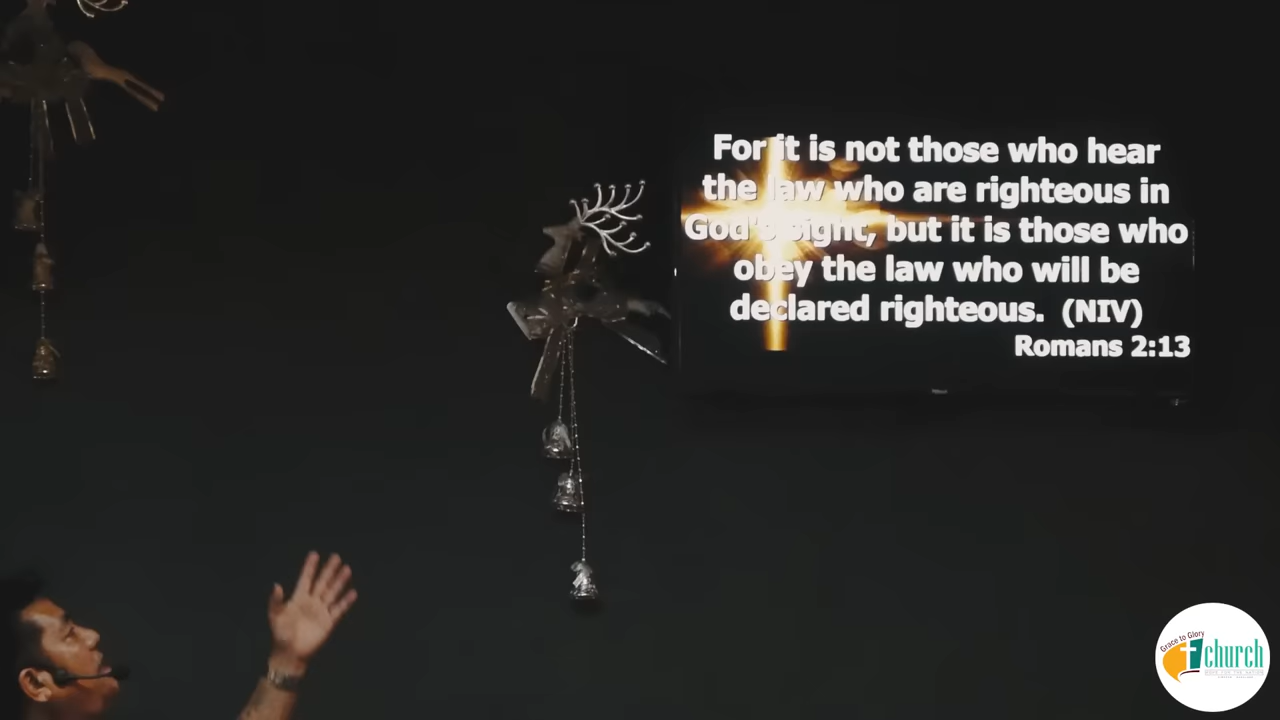 For it is not those who hear
the law who are righteous in
God's sight, but it is those who
obey the law who will be
declared righteous.  (NIV)
Romans 2:13
Grace to Glory
church